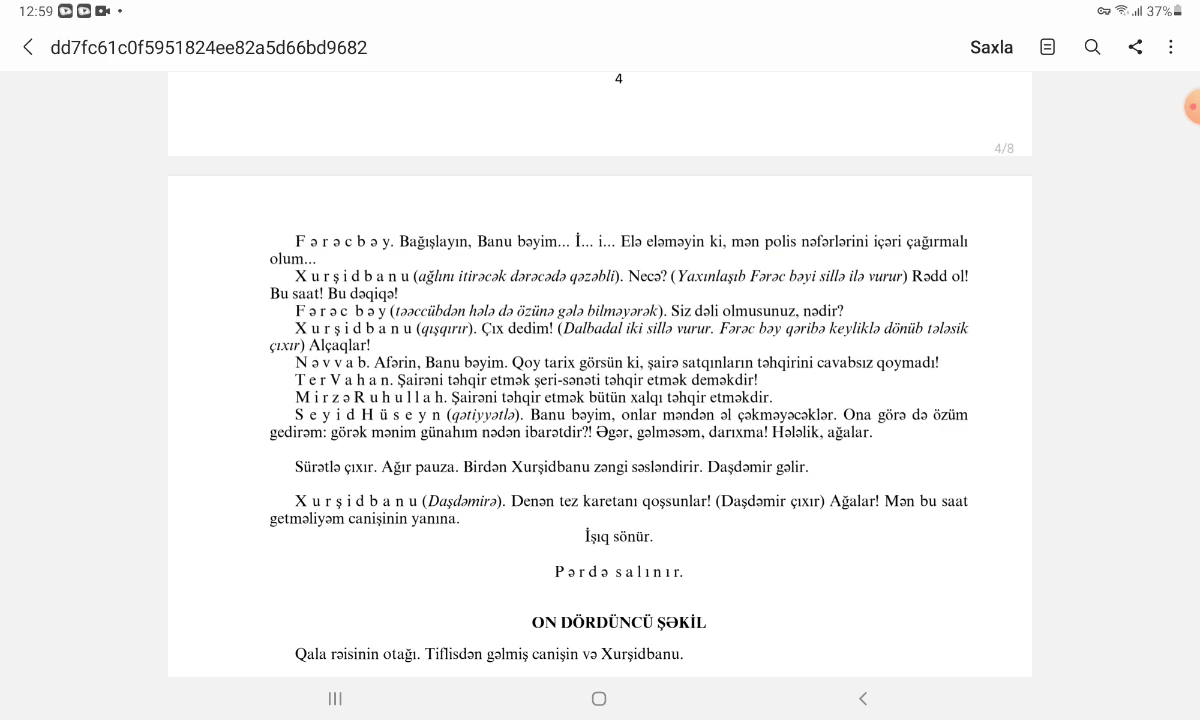 12:59
37%
dd7fc61c0f5951824ee82a5d66bd9682
Saxla
4
4/8
F ə r ə c b ə y. Bağışlayın, Banu bəyim... İ... i... Elə eləməyin ki, mən polis nəfərlərini içəri çağırmalı
olum...
X u r ş i d b a n u (ağlını itirəcək dərəcədə qəzəbli). Necə? (Yaxınlaşıb Fərəc bəyi sillə ilə vurur) Rədd ol!
Bu saat! Bu dəqiqə!
F ə r ə c b ə y (təəccübdən hələ də özünə gələ bilməyərək). Siz dəli olmusunuz, nədir?
X u r ş i d b a n u (qışqırır). Çıx dedim! (Dalbadal iki sillə vurur. Fərəc bəy qəribə keyliklə dönüb tələsik
çıxır) Alçaqlar!
N ə v v a b. Afərin, Banu bəyim. Qoy tarix görsün ki, şairə satqınların təhqirini cavabsız qoymadı!
T e r V a h a n. Şairəni təhqir etmək şeri-sənəti təhqir etmək deməkdir!
M i r z ə R u h u l l a h. Şairəni təhqir etmək bütün xalqı təhqir etməkdir.
S e y i d H ü s e y n (qətiyyətlə). Banu bəyim, onlar məndən əl çəkməyəcəklər. Ona görə də özüm
gedirəm: görək mənim günahım nədən ibarətdir?! Əgər, gəlməsəm, darıxma! Hələlik, ağalar.
Sürətlə çıxır. Ağır pauza. Birdən Xurşidbanu zəngi səsləndirir. Daşdəmir gəlir.
X u r ş i d b a n u (Daşdəmirə). Denən tez karetanı qoşsunlar! (Daşdəmir çıxır) Ağalar! Mən bu saat
getməliyəm canişinin yanına.
İşıq sönür.
P ə r d ə s a l ı n ı r.
ON DÖRDÜNCÜ ŞƏKİL
Qala rəisinin otağı. Tiflisdən gəlmiş canişin və Xurşidbanu.